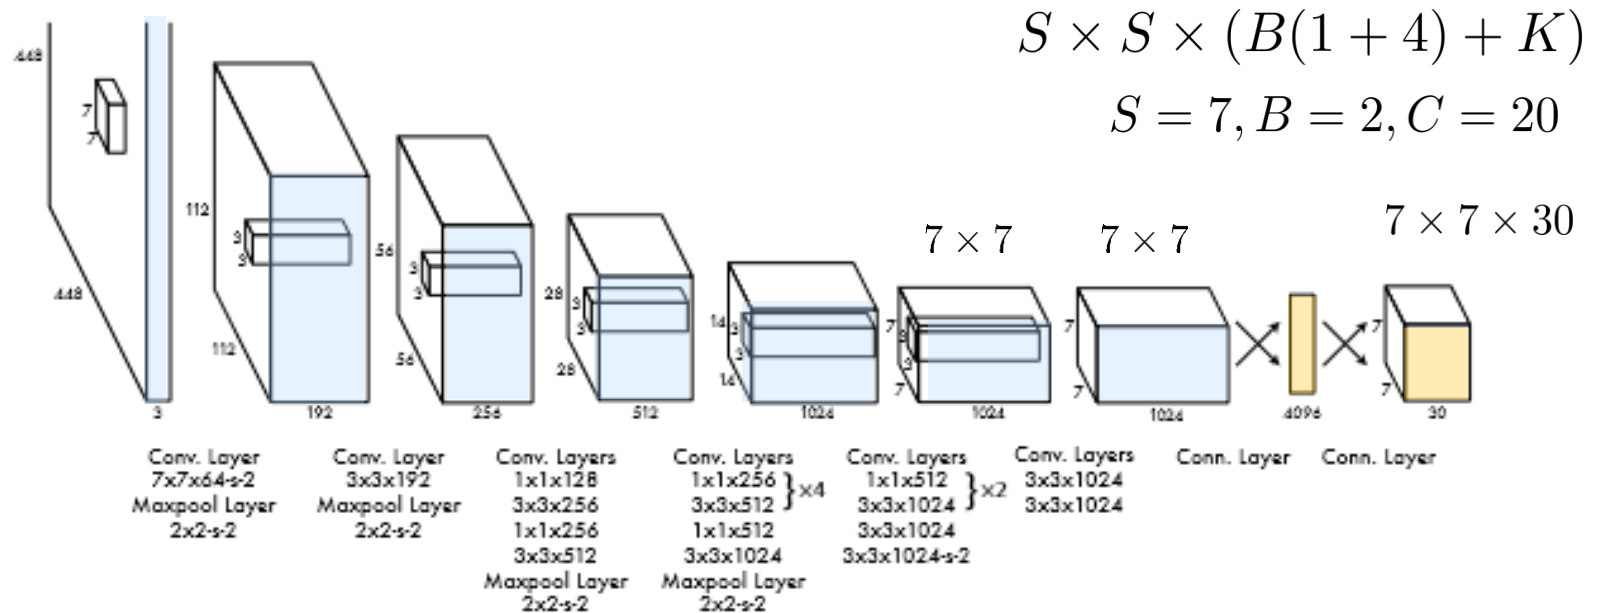 S × S × (B(1 + 4) + K)
S = 7, B = 2, C = 20
7 × 7 × 30
7 × 7
7 × 7
448
7
7
448
3
112
3
3
112
192
56
3
3
56
256
28
3
3
28
512
14
3
3
14
1024
7
3
3
7
1024
7
7
1024
4096
7
7
30
Conv. Layer
7x7x64-s-2
Maxpool Layer
2x2-s-2
Conv. Layer
3x3x192
Maxpool Layer
2x2-s-2
Conv. Layers
1x1x128
3x3x256
1x1x256
3x3x512
Maxpool Layer
2x2-s-2
Conv. Layers
1x1x256
3x3x512 }×4
1x1x512
3x3x1024
Maxpool Layer
2x2-s-2
Conv. Layers
1x1x512
3x3x1024 }×2
3x3x1024
3x3x1024-s-2
Conv. Layers
3x3x1024
3x3x1024
Conn. Layer
Conn. Layer